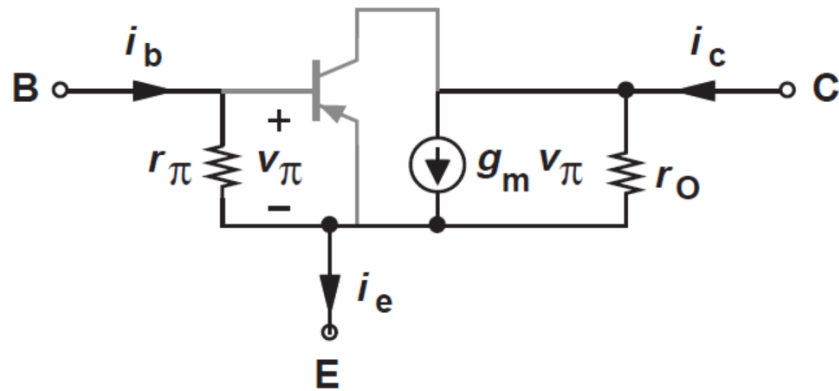 i_b i_c
B C
+
r_π v_π g_m v_π r_O
−
i_e
E